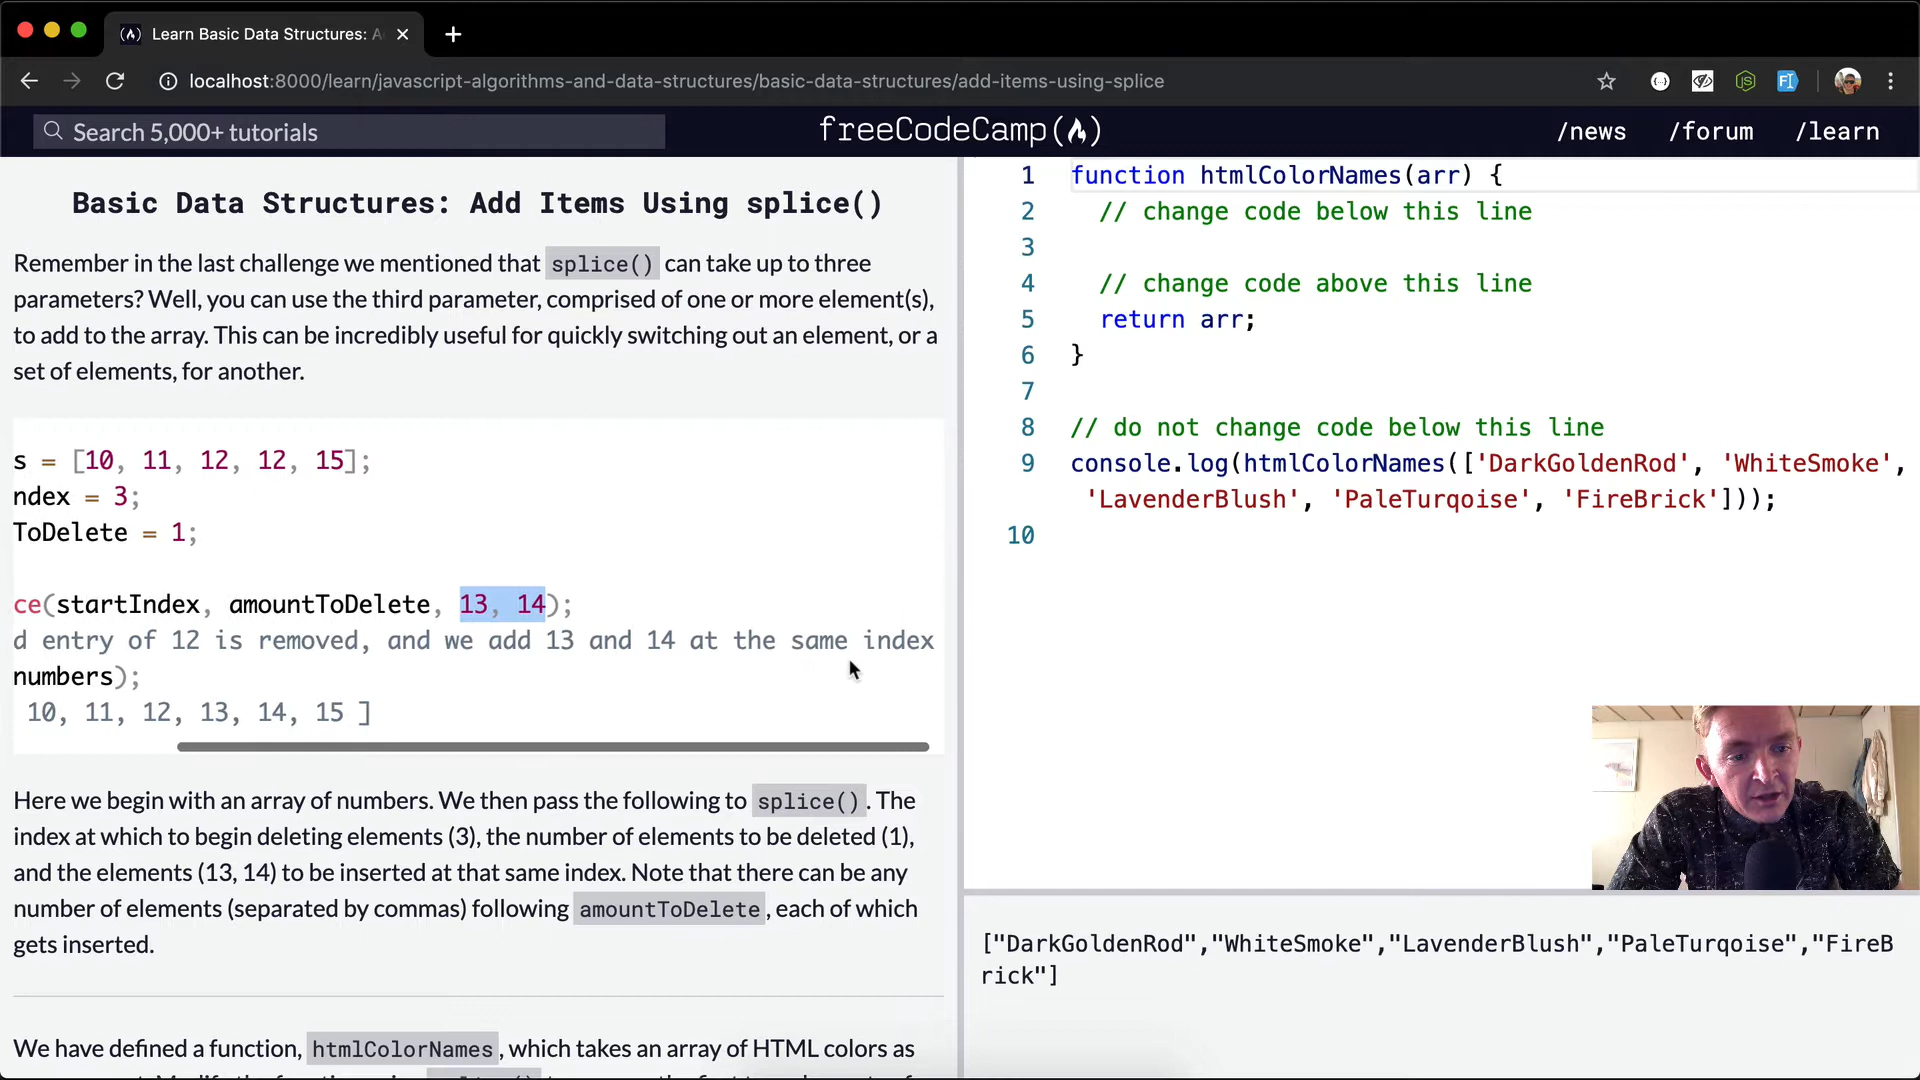 Learn Basic Data Structures: A
localhost:8000/learn/javascript-algorithms-and-data-structures/basic-data-structures/add-items-using-splice
Search 5,000+ tutorials
freeCodeCamp
/news
/forum
/learn
Basic Data Structures: Add Items Using splice()
Remember in the last challenge we mentioned that splice() can take up to three
parameters? Well, you can use the third parameter, comprised of one or more element(s),
to add to the array. This can be incredibly useful for quickly switching out an element, or a
set of elements, for another.
s = [10, 11, 12, 12, 15];
ndex = 3;
ToDelete = 1;
ce(startIndex, amountToDelete, 13, 14);
d entry of 12 is removed, and we add 13 and 14 at the same index
numbers);
10, 11, 12, 13, 14, 15 ]
Here we begin with an array of numbers. We then pass the following to splice(). The
index at which to begin deleting elements (3), the number of elements to be deleted (1),
and the elements (13, 14) to be inserted at that same index. Note that there can be any
number of elements (separated by commas) following amountToDelete, each of which
gets inserted.
We have defined a function, htmlColorNames, which takes an array of HTML colors as
1 function htmlColorNames(arr) {
2 // change code below this line
3
4 // change code above this line
5 return arr;
6 }
7
8 // do not change code below this line
9 console.log(htmlColorNames(['DarkGoldenRod', 'WhiteSmoke',
'LavenderBlush', 'PaleTurqoise', 'FireBrick']));
10
["DarkGoldenRod","WhiteSmoke","LavenderBlush","PaleTurqoise","FireB
rick"]